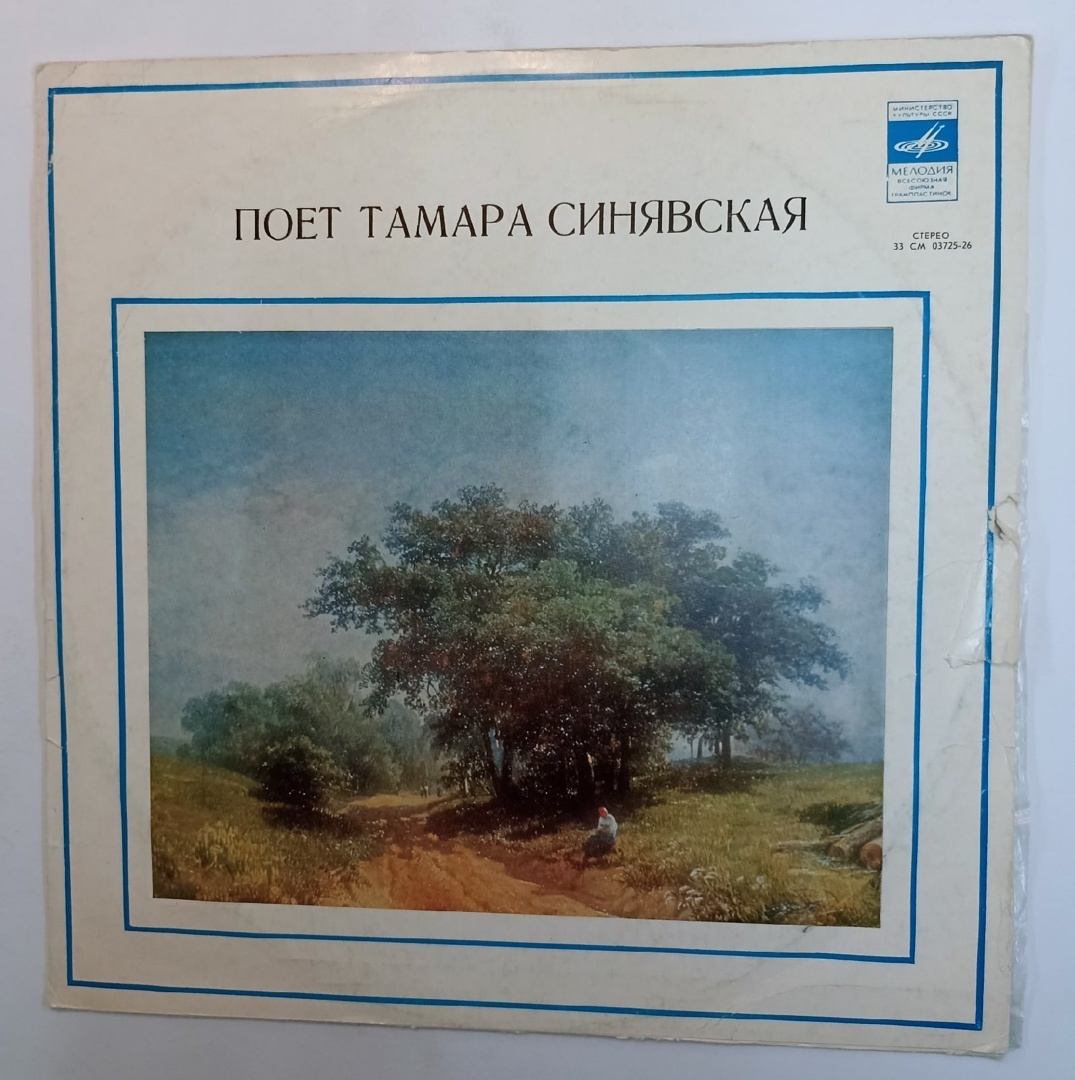 МИНИСТЕРСТВО
КУЛЬТУРЫ СССР
МЕЛОДИЯ
ВСЕСОЮЗНАЯ
ФИРМА
ГРАМПЛАСТИНОК
ПОЕТ ТАМАРА СИНЯВСКАЯ
СТЕРЕО
33 СМ 03725-26